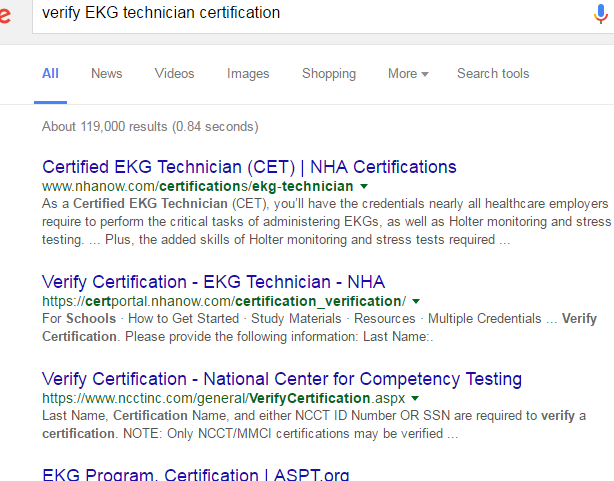 e
verify EKG technician certification
All News Videos Images Shopping More Search tools
About 119,000 results (0.84 seconds)
Certified EKG Technician (CET) | NHA Certifications
www.nhanow.com/certifications/ekg-technician
As a Certified EKG Technician (CET), you'll have the credentials nearly all healthcare employers
require to perform the critical tasks of administering EKGs, as well as Holter monitoring and stress
testing. ... Plus, the added skills of Holter monitoring and stress tests required ...
Verify Certification - EKG Technician - NHA
https://certportal.nhanow.com/certification_verification/
For Schools · How to Get Started · Study Materials · Resources · Multiple Credentials ... Verify
Certification. Please provide the following information: Last Name:.
Verify Certification - National Center for Competency Testing
https://www.ncctinc.com/general/VerifyCertification.aspx
Last Name, Certification Name, and either NCCT ID Number OR SSN are required to verify a
certification. NOTE: Only NCCT/MMCI certifications may be verified ...
EKG Program, Certification | ASPT.org